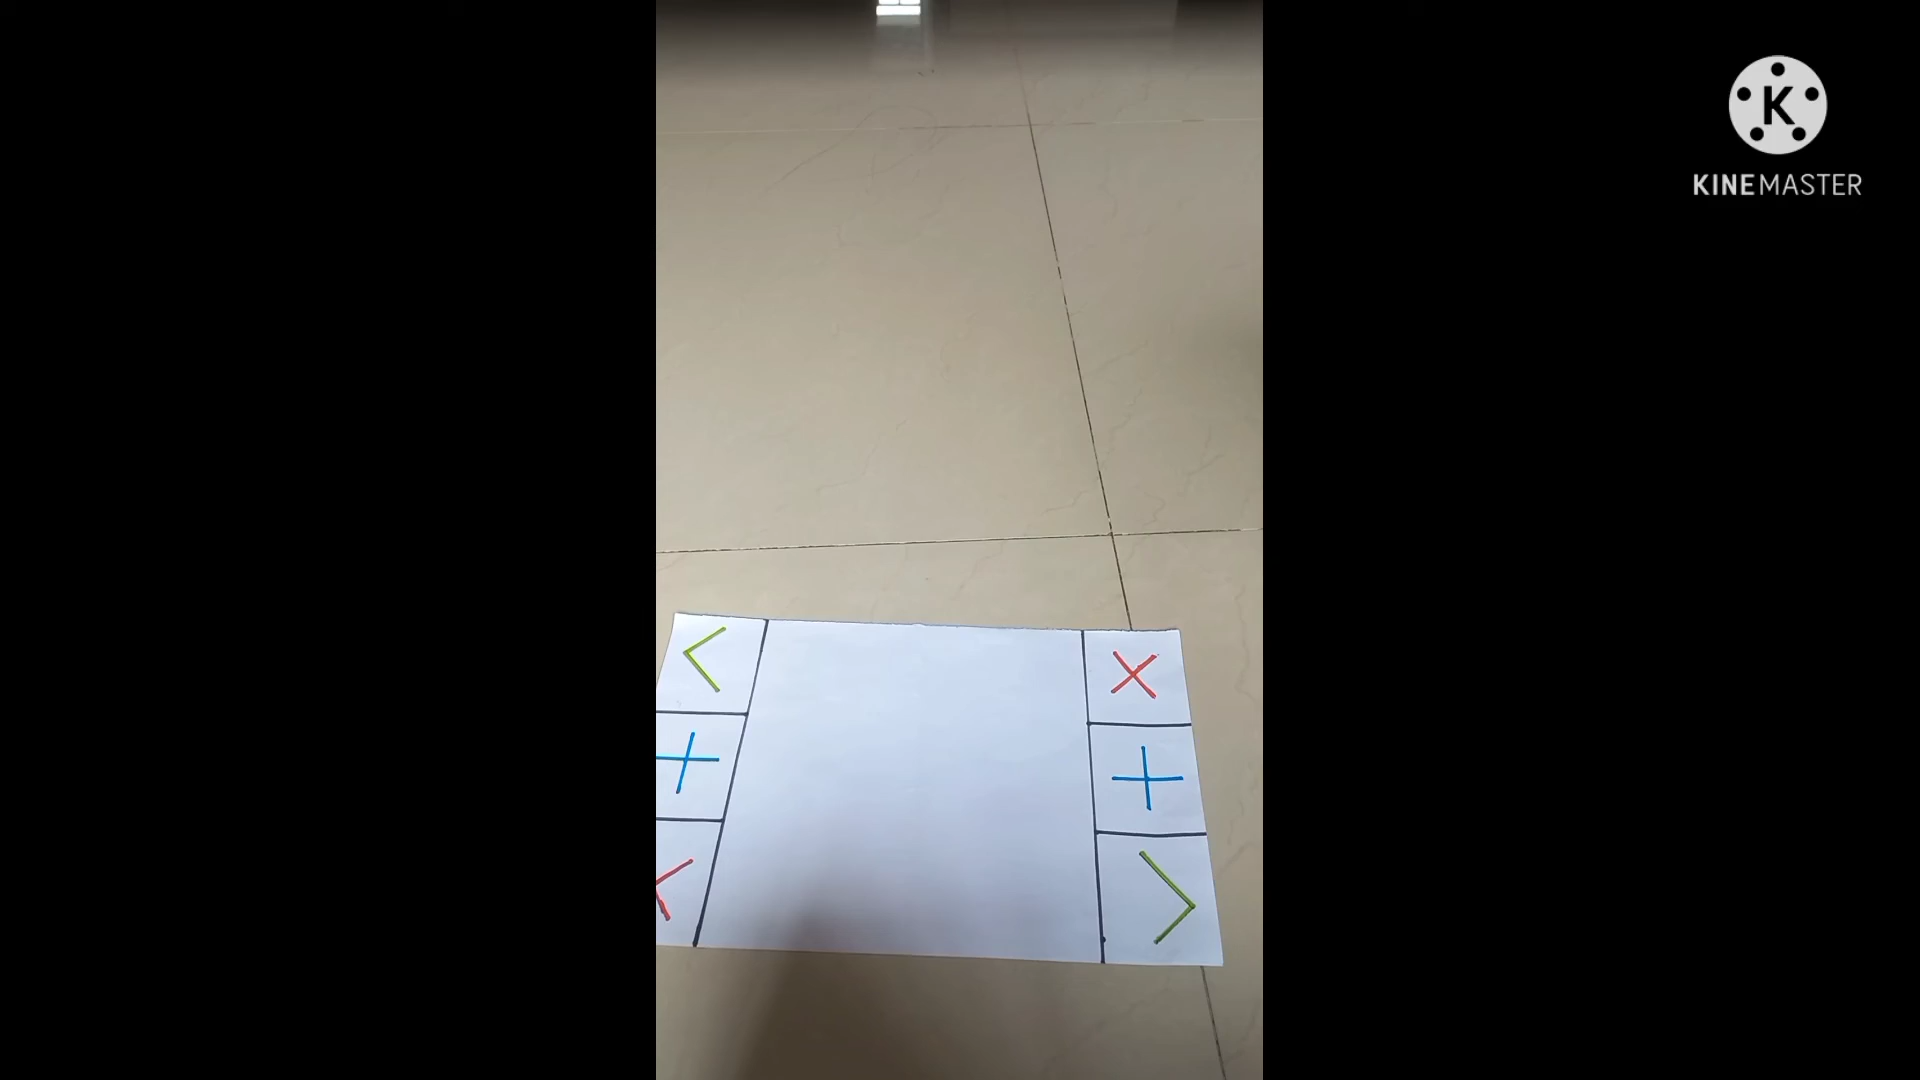 K
KINEMASTER
< ×
+ +
>